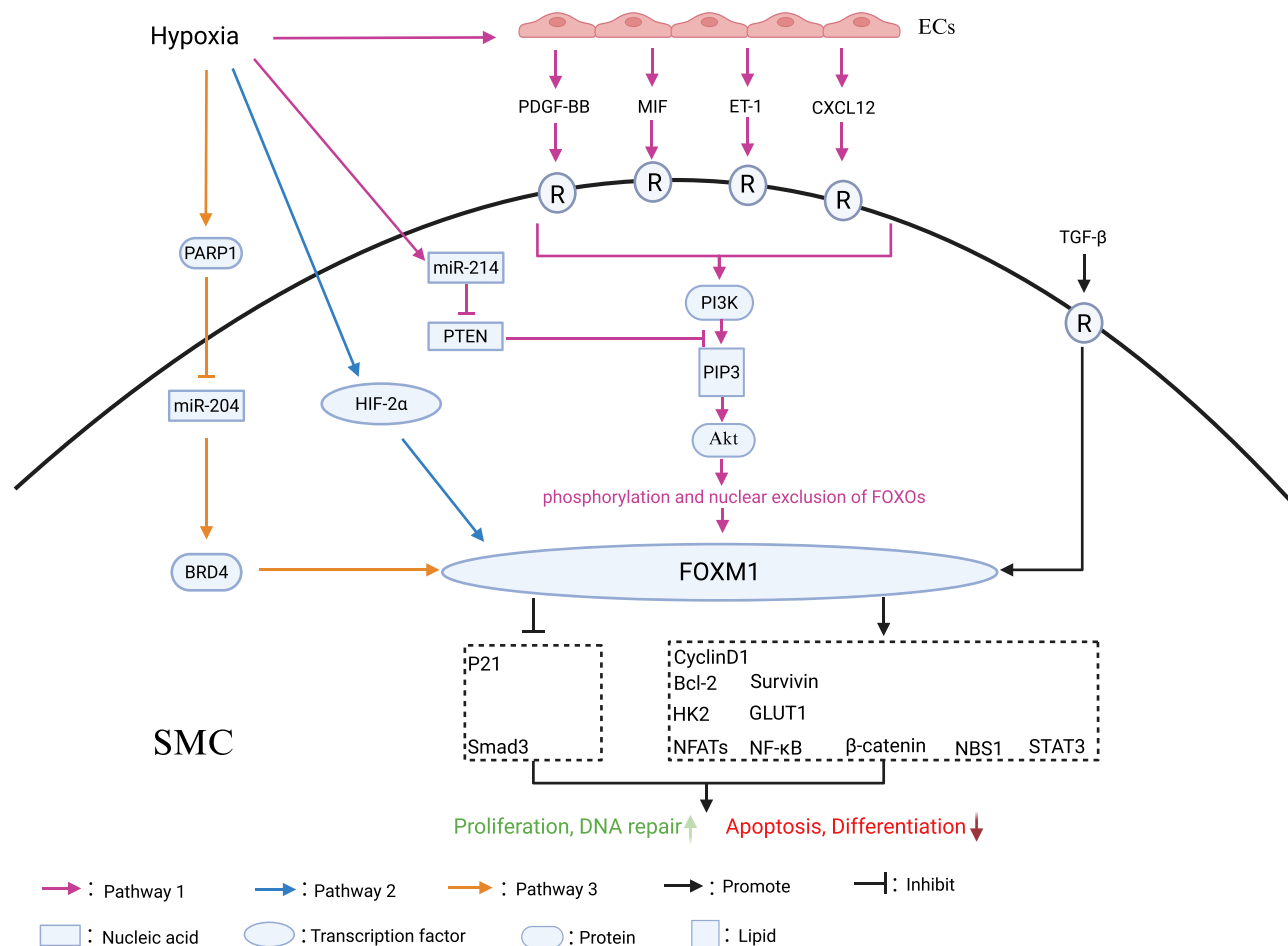 Hypoxia
ECs
PDGF-BB MIF ET-1 CXCL12
R R R R
TGF-β
PARP1
miR-214
PI3K
R
PTEN
PIP3
miR-204
HIF-2α
Akt
phosphorylation and nuclear exclusion of FOXOs
BRD4
FOXM1
P21
Smad3
CyclinD1
Bcl-2 Survivin
HK2 GLUT1
NFATs NF-κB β-catenin NBS1 STAT3
SMC
Proliferation, DNA repair Apoptosis, Differentiation
: Pathway 1 : Pathway 2 : Pathway 3 : Promote : Inhibit
: Nucleic acid : Transcription factor : Protein : Lipid